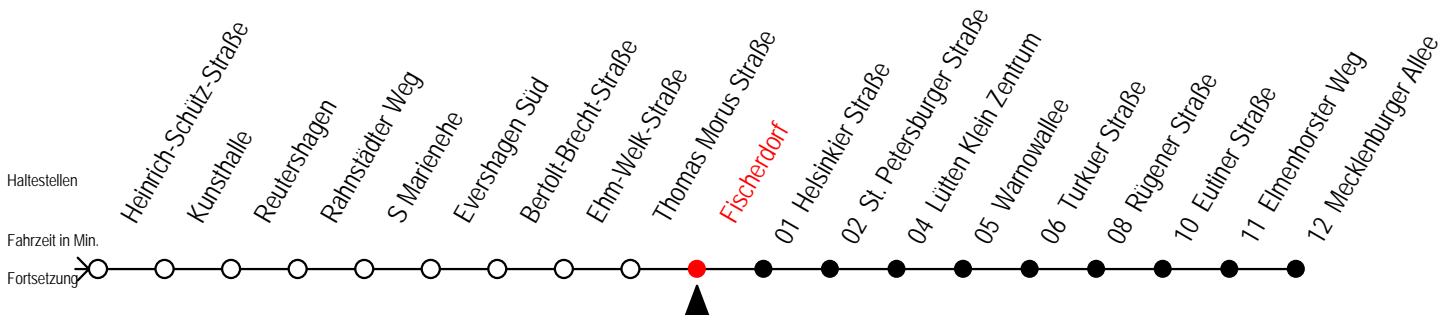 Haltestellen
Fahrzeit in Min.
Fortsetzung
Heinrich-Schütz-Straße
Kunsthalle
Reutershagen
Rahnstädter Weg
S Marienehe
Evershagen Süd
Bertolt-Brecht-Straße
Ehm-Welk-Straße
Thomas Morus Straße
Fischerdorf
01 Helsinkier Straße
02 St. Petersburger Straße
04 Lütten Klein Zentrum
05 Warnowallee
06 Turkuer Straße
08 Rügener Straße
10 Eutiner Straße
11 Elmenhorster Weg
12 Mecklenburger Allee